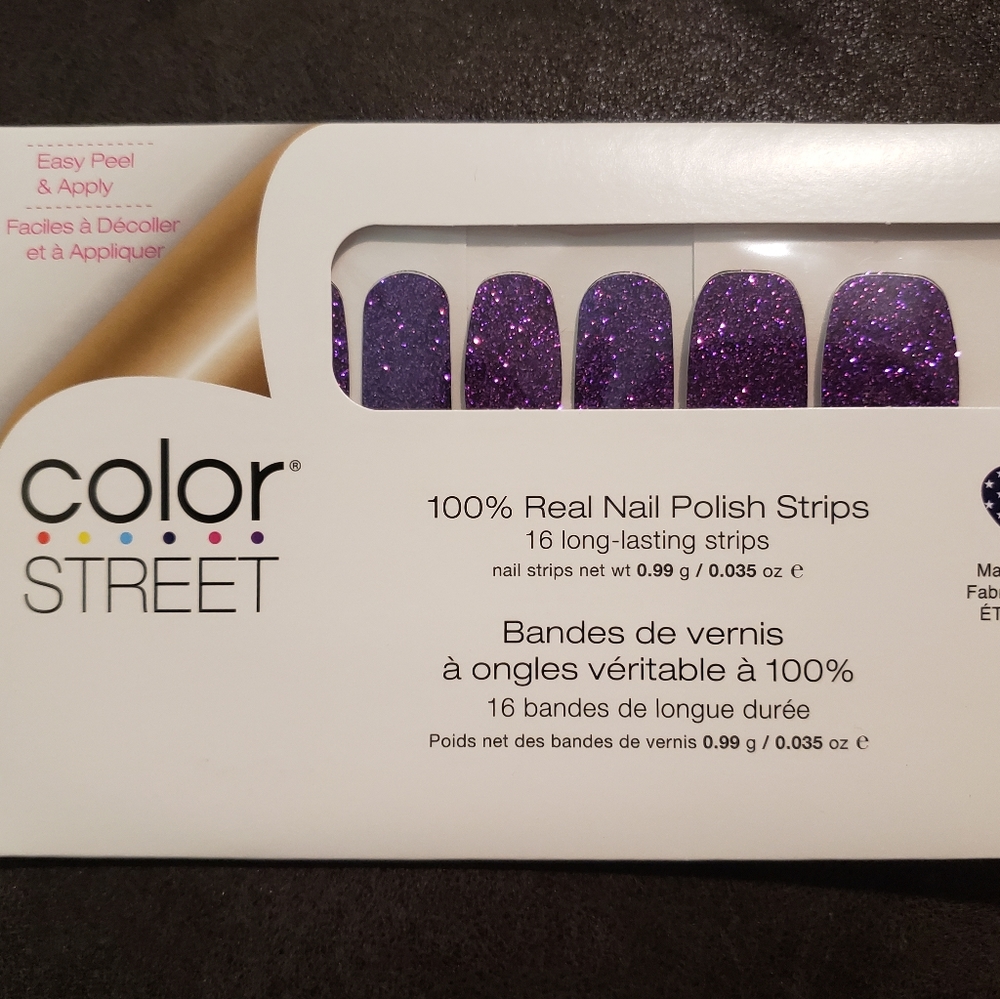 Easy Peel
& Apply
Faciles à Décoller
et à Appliquer
color®
STREET
100% Real Nail Polish Strips
16 long-lasting strips
nail strips net wt 0.99 g / 0.035 oz ℮
Bandes de vernis
à ongles véritable à 100%
16 bandes de longue durée
Poids net des bandes de vernis 0.99 g / 0.035 oz ℮